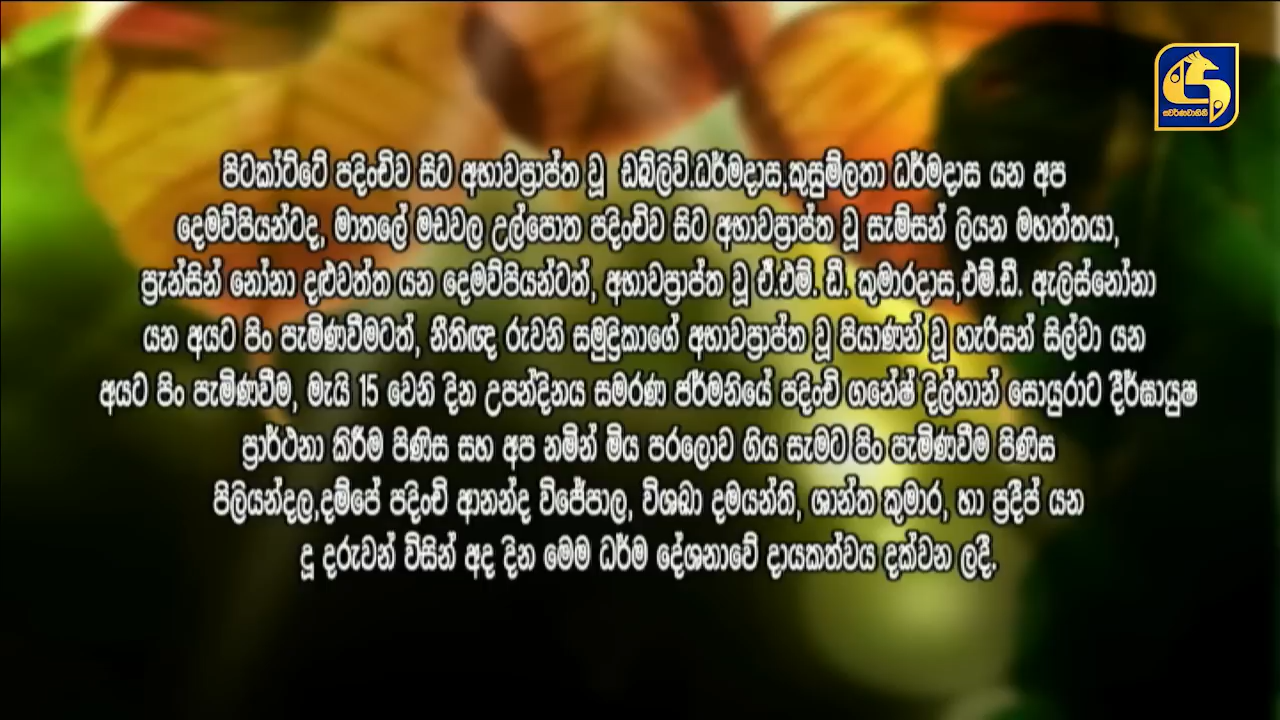 ස්වර්ණවාහිනී
පිටකෝට්ටේ පදිංචිව සිට අභාවප්‍රාප්ත වූ ඩබ්ලිව්.ධර්මදාස,කුසුම්ලතා ධර්මදාස යන අප
දෙමව්පියන්ටද, මාතලේ මඩවල උල්පොත පදිංචිව සිට අභාවප්‍රාප්ත වූ සැම්සන් ලියන මහත්තයා,
ප්‍රැන්සින් නෝනා දළුවත්ත යන දෙමව්පියන්ටත්, අභාවප්‍රාප්ත වූ ඒ.එම්. ඩී. කුමාරදාස,එම්.ඩී. ඇලිස්නෝනා
යන අයට පිං පැමිණවීමටත්, නීතිඥ රුවනි සමුද්‍රිකාගේ අභාවප්‍රාප්ත වූ පියාණන් වූ හැරිසන් සිල්වා යන
අයට පිං පැමිණවීම, මැයි 15 වෙනි දින උපන්දිනය සමරණ ජර්මනියේ පදිංචි ගනේෂ් දිල්හාන් සොයුරාට දීර්ඝායුෂ
ප්‍රාර්ථනා කිරීම පිණිස සහ අප නමින් මිය පරලොව ගිය සැමට පිං පැමිණවීම පිණිස
පිලියන්දල,දම්පේ පදිංචි ආනන්ද විජේපාල, විශඛා දමයන්ති, ශාන්ත කුමාර, හා ප්‍රදීප් යන
දූ දරුවන් විසින් අද දින මෙම ධර්ම දේශනාවේ දායකත්වය දක්වන ලදී.